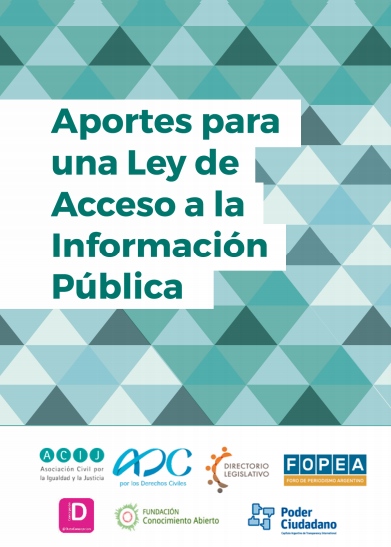 Aportes para
una Ley de
Acceso a la
Información
Pública
ACIJ
Asociación Civil por
la Igualdad y la Justicia
ADC
por los Derechos Civiles
DIRECTORIO
LEGISLATIVO
FOPEA
FORO DE PERIODISMO ARGENTINO
D
FUNDACIÓN
Conocimiento Abierto
Poder
Ciudadano